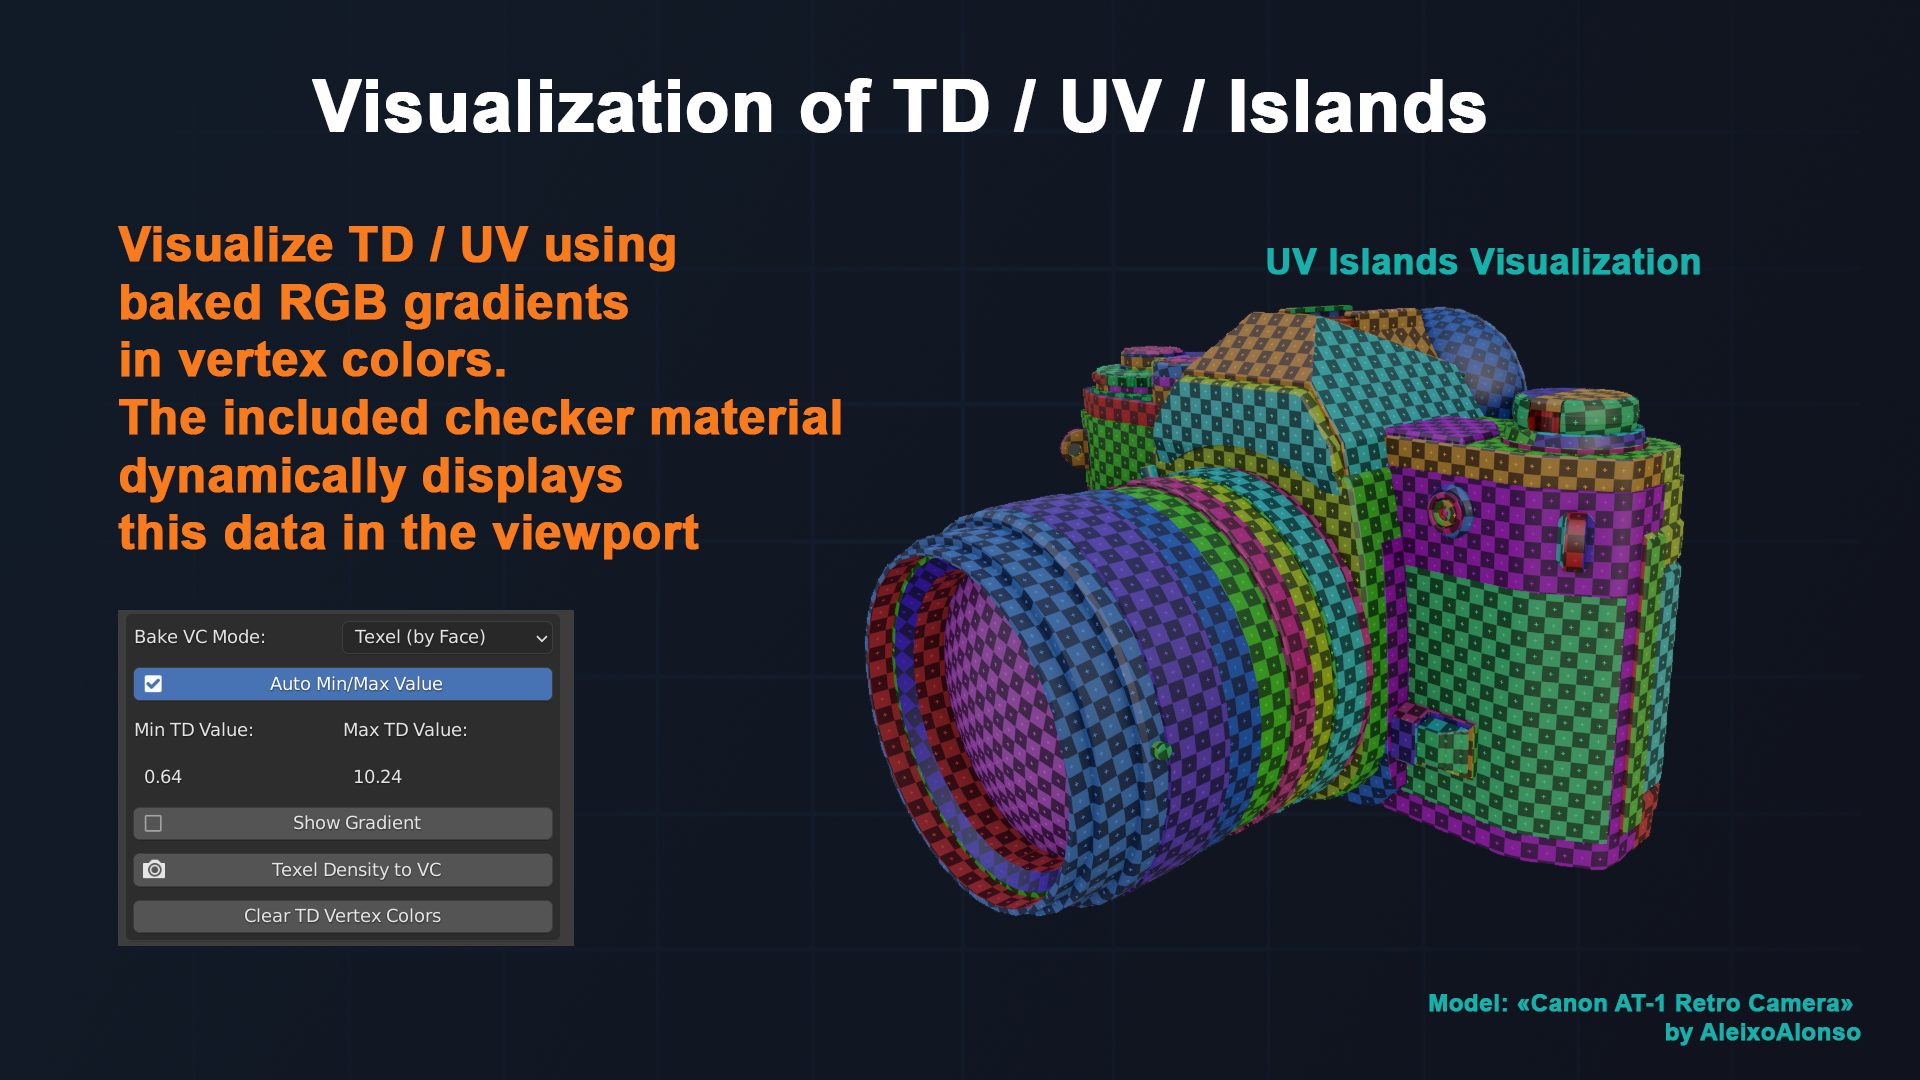 Visualization of TD / UV / Islands
Visualize TD / UV using
baked RGB gradients
in vertex colors.
The included checker material
dynamically displays
this data in the viewport
UV Islands Visualization
Bake VC Mode: Texel (by Face)
Auto Min/Max Value
Min TD Value: Max TD Value:
0.64 10.24
Show Gradient
Texel Density to VC
Clear TD Vertex Colors
Model: «Canon AT-1 Retro Camera»
by AleixoAlonso